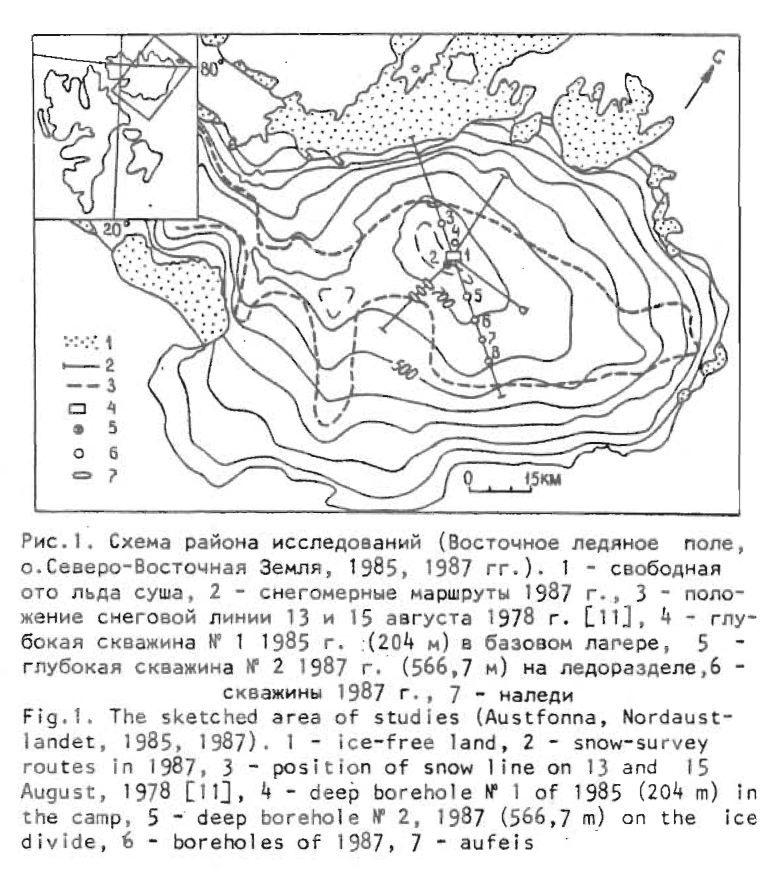 80
20
С
3
4
1
2
5
6
7
8
500
1
2
3
4
5
6
7
0 15КМ
Рис.1. Схема района исследований (Восточное ледяное поле,
о.Северо-Восточная Земля, 1985, 1987 гг.). 1 - свободная
ото льда суша, 2 - снегомерные маршруты 1987 г., 3 - поло-
жение снеговой линии 13 и 15 августа 1978 г. [11], 4 - глу-
бокая скважина № 1 1985 г. (204 м) в базовом лагере, 5 -
глубокая скважина № 2 1987 г. (566,7 м) на ледоразделе,6 -
скважины 1987 г., 7 - наледи
Fig.1. The sketched area of studies (Austfonna, Nordaust-
landet, 1985, 1987). 1 - ice-free land, 2 - snow-survey
routes in 1987, 3 - position of snow line on 13 and 15
August, 1978 [11], 4 - deep borehole № 1 of 1985 (204 m) in
the camp, 5 - deep borehole № 2, 1987 (566,7 m) on the ice
divide, 6 - boreholes of 1987, 7 - aufeis